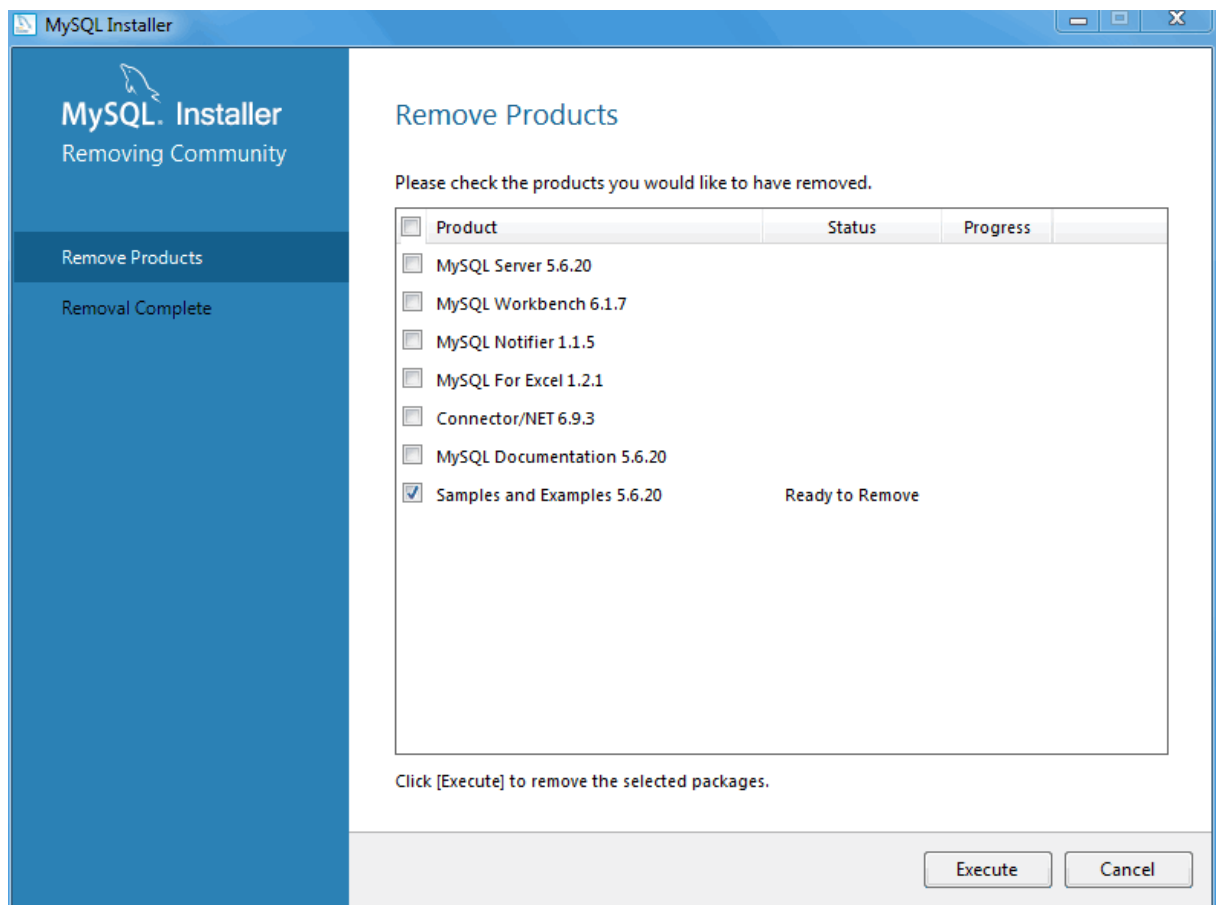 MySQL Installer
MySQL. Installer
Removing Community
Remove Products
Removal Complete
Remove Products
Please check the products you would like to have removed.
Product Status Progress
MySQL Server 5.6.20
MySQL Workbench 6.1.7
MySQL Notifier 1.1.5
MySQL For Excel 1.2.1
Connector/NET 6.9.3
MySQL Documentation 5.6.20
Samples and Examples 5.6.20 Ready to Remove
Click [Execute] to remove the selected packages.
Execute Cancel